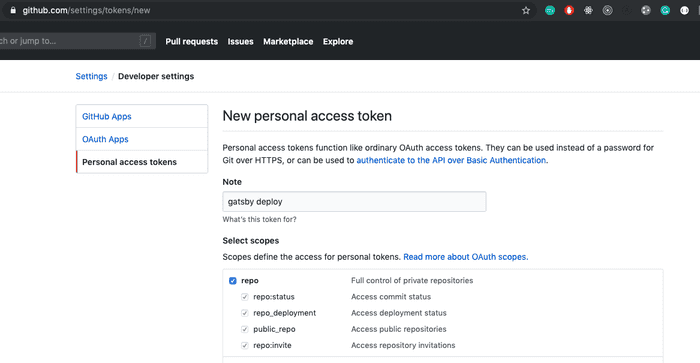 github.com/settings/tokens/new
ch or jump to... /
Pull requests Issues Marketplace Explore
Settings / Developer settings
GitHub Apps
OAuth Apps
Personal access tokens
New personal access token
Personal access tokens function like ordinary OAuth access tokens. They can be used instead of a password for
Git over HTTPS, or can be used to authenticate to the API over Basic Authentication.
Note
gatsby deploy
What's this token for?
Select scopes
Scopes define the access for personal tokens. Read more about OAuth scopes.
repo Full control of private repositories
repo:status Access commit status
repo_deployment Access deployment status
public_repo Access public repositories
repo:invite Access repository invitations